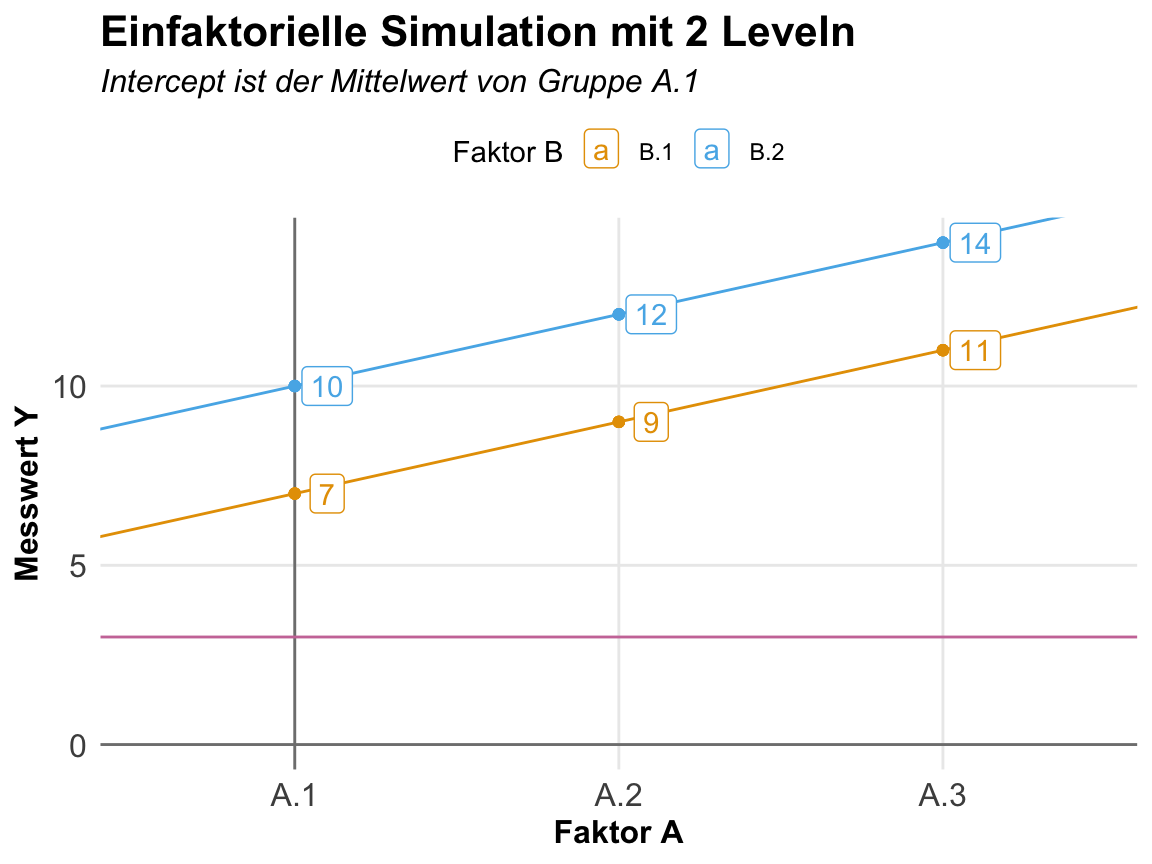 Einfaktorielle Simulation mit 2 Leveln
Intercept ist der Mittelwert von Gruppe A.1
Faktor B a B.1 a B.2
14
12
11
10
10
9
7
5
0
Messwert Y
A.1 A.2 A.3
Faktor A